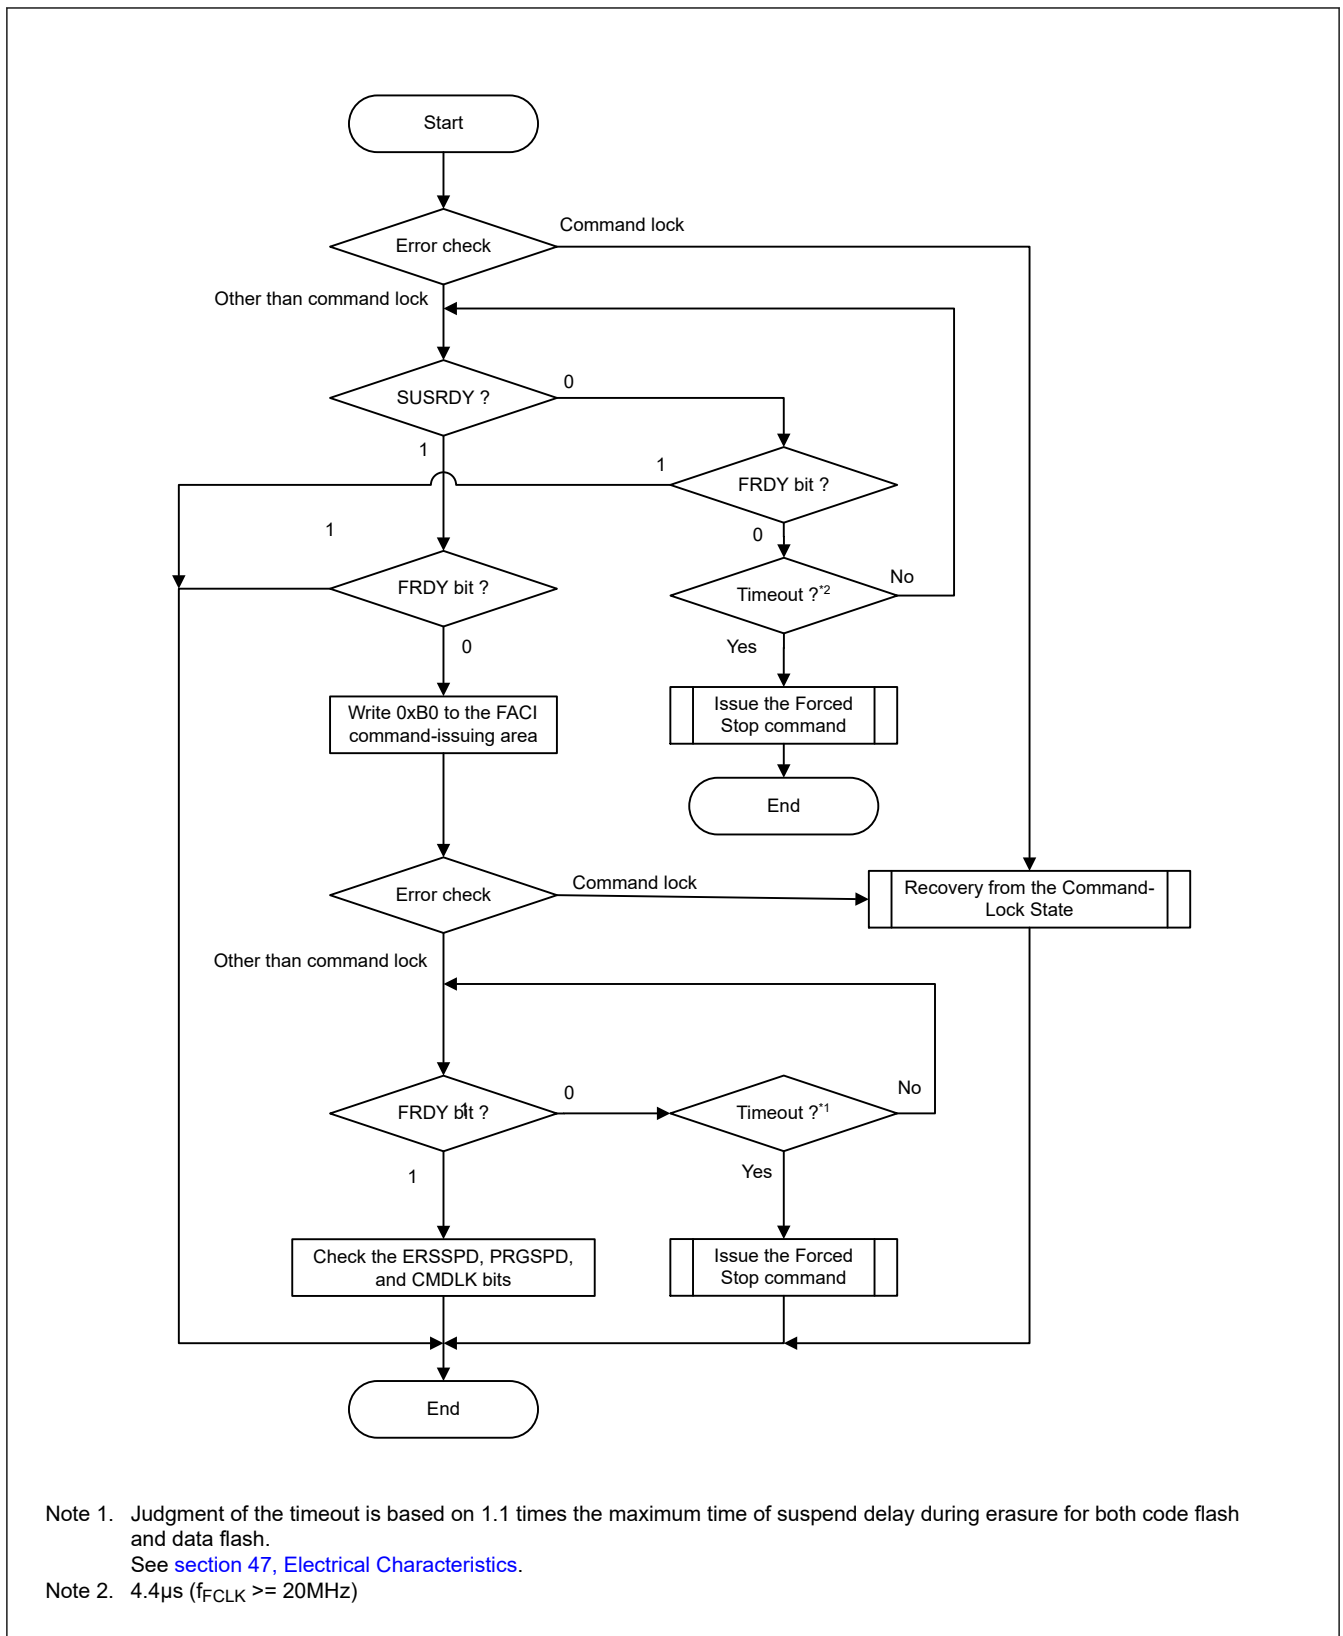 Start
Error check
Command lock
Other than command lock
SUSRDY ?
0
1
1
FRDY bit ?
1
0
FRDY bit ?
Timeout ?*2
No
0
Yes
Write 0xB0 to the FACI
command-issuing area
Issue the Forced
Stop command
End
Error check
Command lock
Recovery from the Command-
Lock State
Other than command lock
FRDY bit ?
1
0
Timeout ?*1
No
1
Yes
Check the ERSSPD, PRGSPD,
and CMDLK bits
Issue the Forced
Stop command
End
Note 1. Judgment of the timeout is based on 1.1 times the maximum time of suspend delay during erasure for both code flash
and data flash.
See section 47, Electrical Characteristics.
Note 2. 4.4µs (fFCLK >= 20MHz)